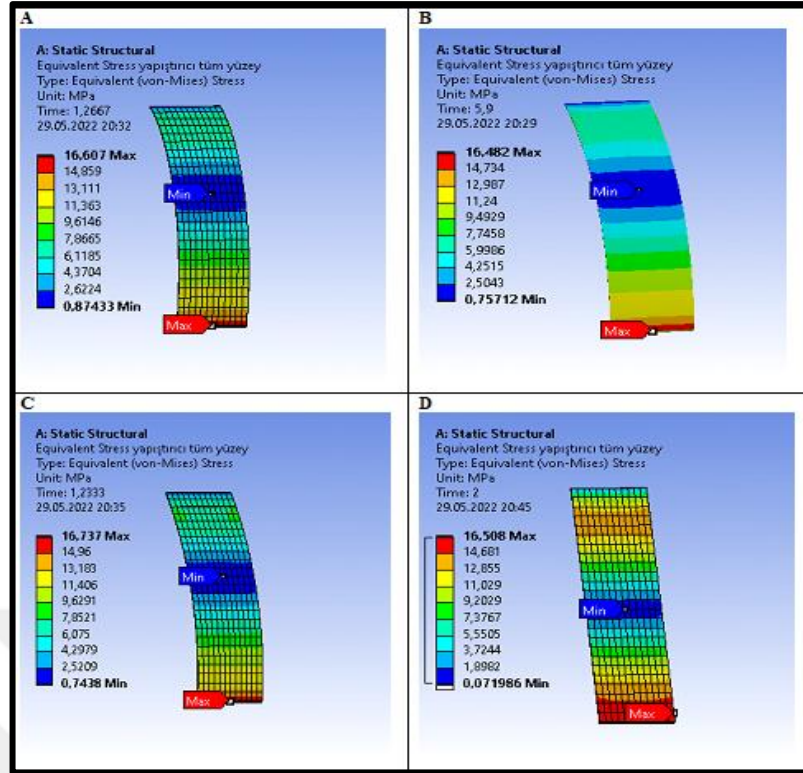 A
A: Static Structural
Equivalent Stress yapıştırıcı tüm yüzey
Type: Equivalent (von-Mises) Stress
Unit: MPa
Time: 1,2667
29.05.2022 20:32
16,607 Max
14,859
13,111
11,363
9,6146
7,8665
6,1185
4,3704
2,6224
0,87433 Min
Min
Max
B
A: Static Structural
Equivalent Stress yapıştırıcı tüm yüzey
Type: Equivalent (von-Mises) Stress
Unit: MPa
Time: 5,9
29.05.2022 20:29
16,482 Max
14,734
12,987
11,24
9,4929
7,7458
5,9986
4,2515
2,5043
0,75712 Min
Min
Max
C
A: Static Structural
Equivalent Stress yapıştırıcı tüm yüzey
Type: Equivalent (von-Mises) Stress
Unit: MPa
Time: 1,2333
29.05.2022 20:35
16,737 Max
14,96
13,183
11,406
9,6291
7,8521
6,075
4,2979
2,5209
0,7438 Min
Min
Max
D
A: Static Structural
Equivalent Stress yapıştırıcı tüm yüzey
Type: Equivalent (von-Mises) Stress
Unit: MPa
Time: 2
29.05.2022 20:45
16,508 Max
14,681
12,855
11,029
9,2029
7,3767
5,5505
3,7244
1,8982
0,071986 Min
Min
Max